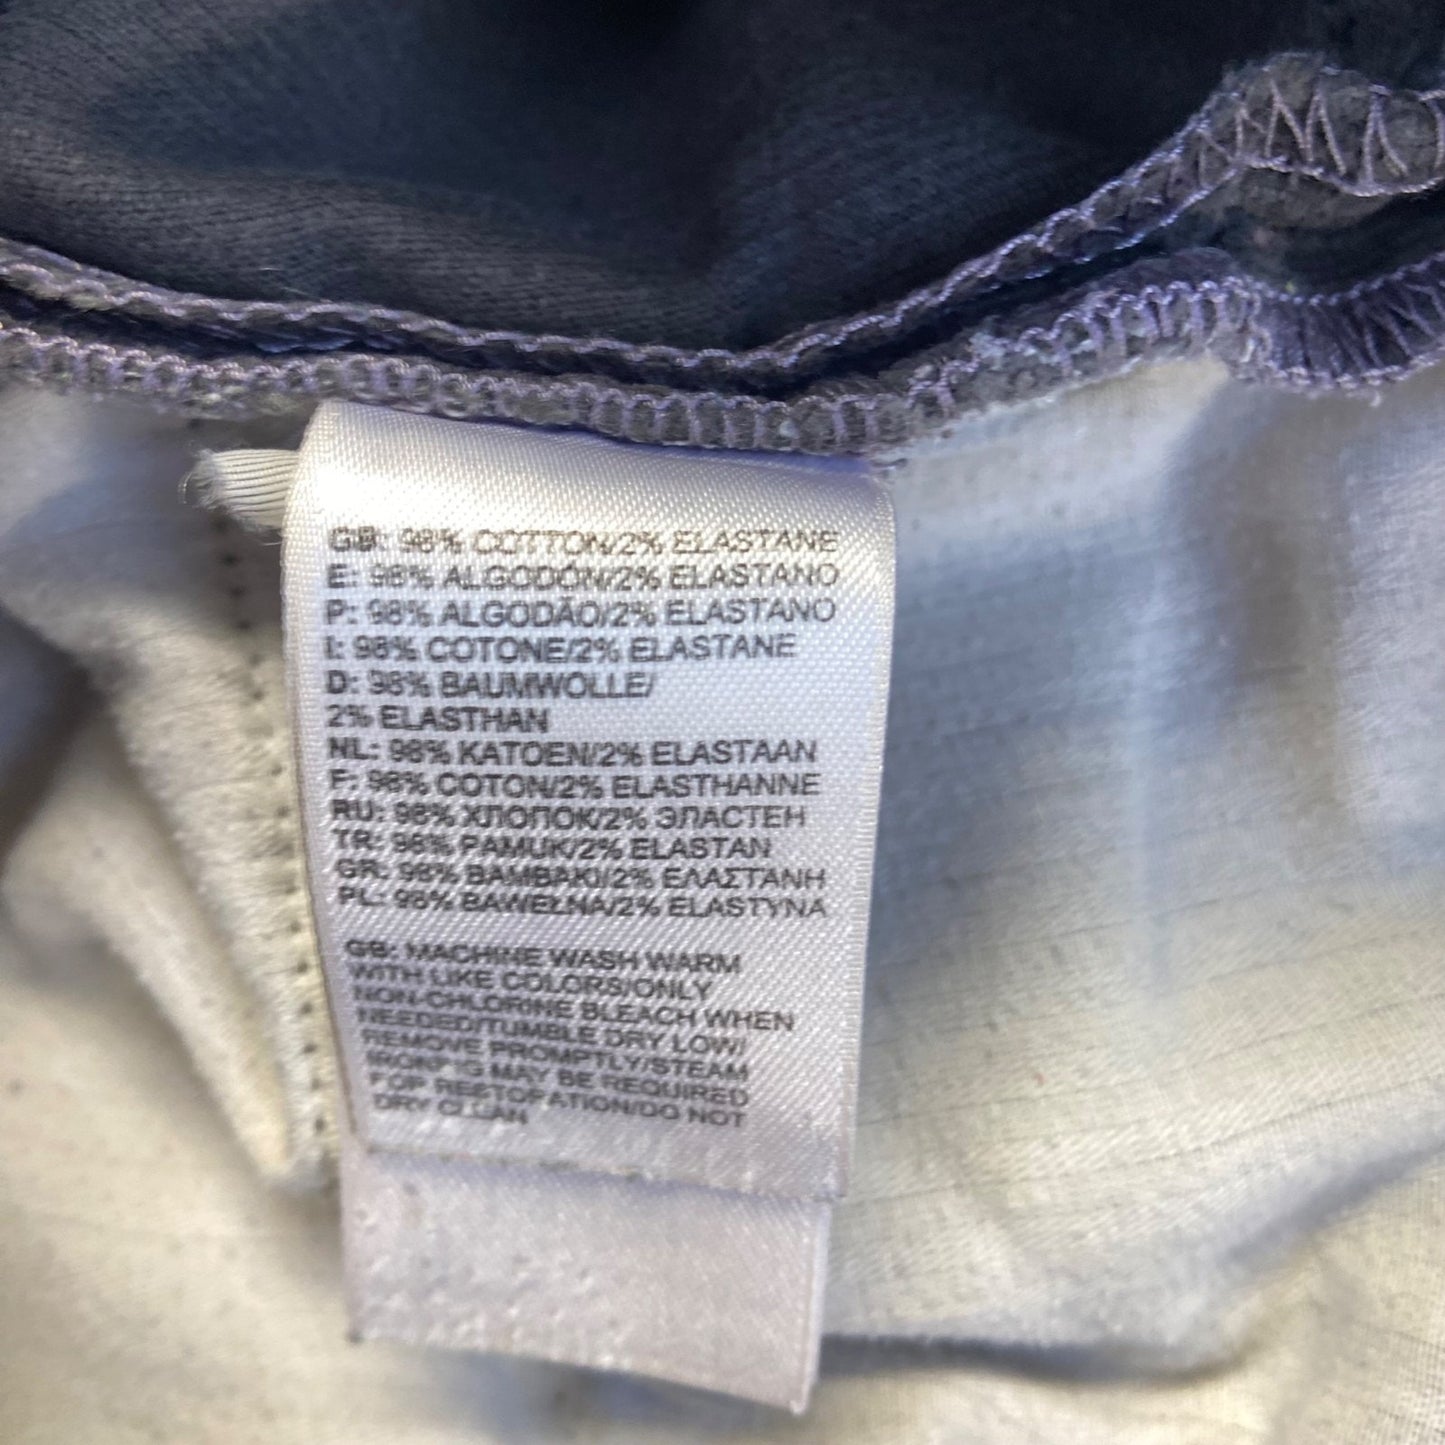 GB: 98% COTTON/2% ELASTANE
E: 98% ALGODÓN/2% ELASTANO
P: 98% ALGODÃO/2% ELASTANO
I: 98% COTONE/2% ELASTANE
D: 98% BAUMWOLLE/
2% ELASTHAN
NL: 98% KATOEN/2% ELASTAAN
F: 98% COTON/2% ELASTHANNE
RU: 98% ХЛОПОК/2% ЭЛАСТЕН
TR: 98% PAMUK/2% ELASTAN
GR: 98% ΒΑΜΒΑΚΙ/2% ΕΛΑΣΤΑΝΗ
PL: 98% BAWEŁNA/2% ELASTYNA
GB: MACHINE WASH WARM
WITH LIKE COLORS/ONLY
NON-CHLORINE BLEACH WHEN
NEEDED/TUMBLE DRY LOW/
REMOVE PROMPTLY/STEAM
IRONING MAY BE REQUIRED
FOR RESTORATION/DO NOT
DRY CLEAN